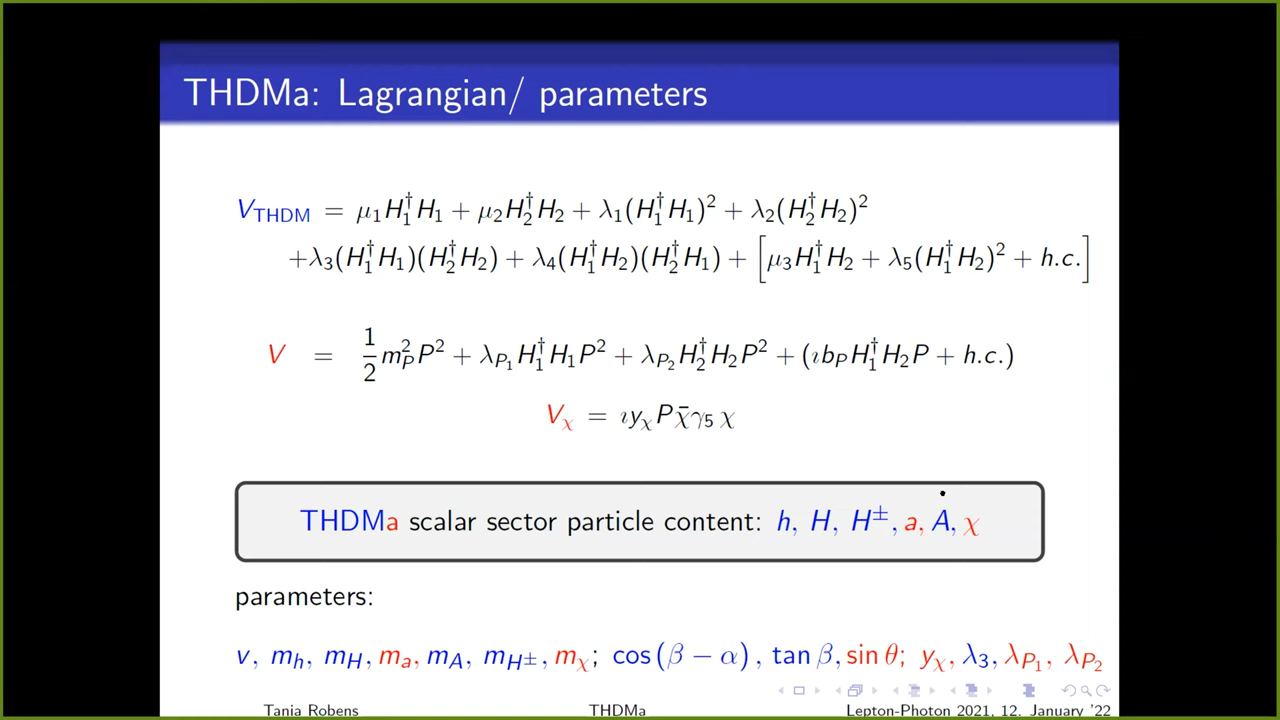 THDMa: Lagrangian/ parameters
V_THDM = μ₁H₁†H₁ + μ₂H₂†H₂ + λ₁(H₁†H₁)² + λ₂(H₂†H₂)²
+λ₃(H₁†H₁)(H₂†H₂) + λ₄(H₁†H₂)(H₂†H₁) + [μ₃H₁†H₂ + λ₅(H₁†H₂)² + h.c.]
V = 1/2 m_P² P² + λ_P₁ H₁†H₁P² + λ_P₂ H₂†H₂P² + (ıb_P H₁†H₂P + h.c.)
V_χ = ıy_χ P χ̄γ₅ χ
THDMa scalar sector particle content: h, H, H^±, a, A, χ
parameters:
v, m_h, m_H, m_a, m_A, m_H^±, m_χ; cos (β − α), tan β, sin θ; y_χ, λ₃, λ_P₁, λ_P₂
Tania Robens THDMa Lepton-Photon 2021, 12. January '22